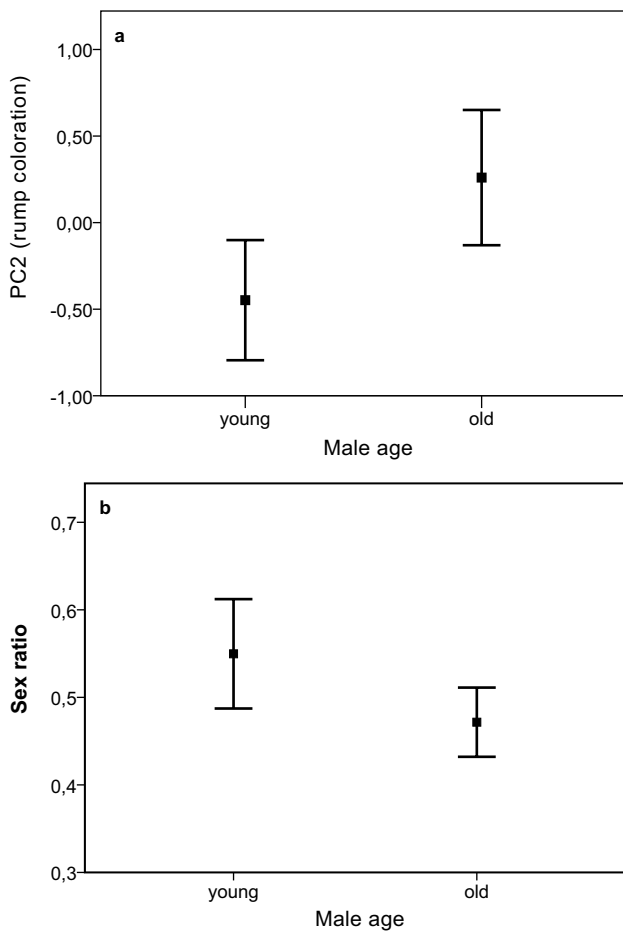 a
1,00
0,50
0,00
-0,50
-1,00
PC2 (rump coloration)
young old
Male age
b
0,7
0,6
0,5
0,4
0,3
Sex ratio
young old
Male age